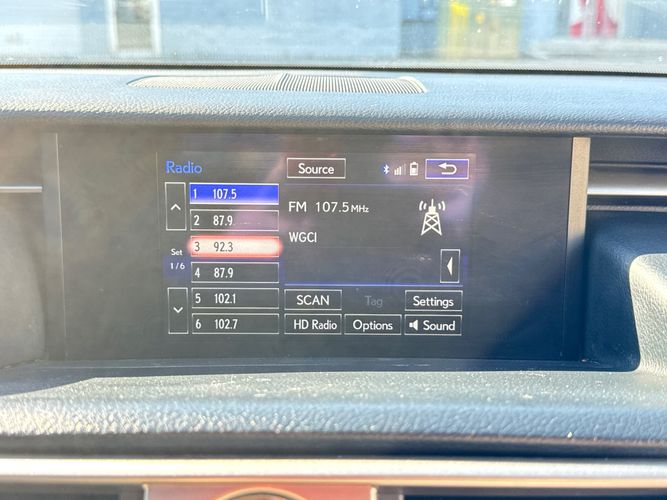 Radio
Source
1 107.5
2 87.9
3 92.3
4 87.9
5 102.1
6 102.7
Set
1/6
FM 107.5 MHz
WGCI
SCAN
Tag
Settings
HD Radio
Options
Sound